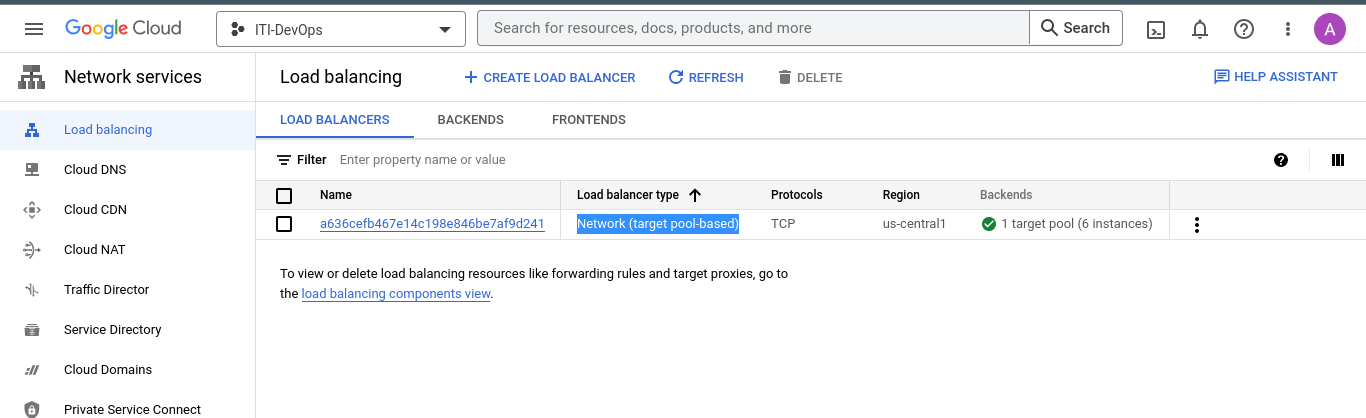 Google Cloud
ITI-DevOps
Search for resources, docs, products, and more
Search
A
Network services
Load balancing
CREATE LOAD BALANCER
REFRESH
DELETE
HELP ASSISTANT
Load balancing
Cloud DNS
Cloud CDN
Cloud NAT
Traffic Director
Service Directory
Cloud Domains
Private Service Connect
LOAD BALANCERS BACKENDS FRONTENDS
Filter Enter property name or value
Name Load balancer type Protocols Region Backends
a636cefb467e14c198e846be7af9d241 Network (target pool-based) TCP us-central1 1 target pool (6 instances)
To view or delete load balancing resources like forwarding rules and target proxies, go to
the load balancing components view.